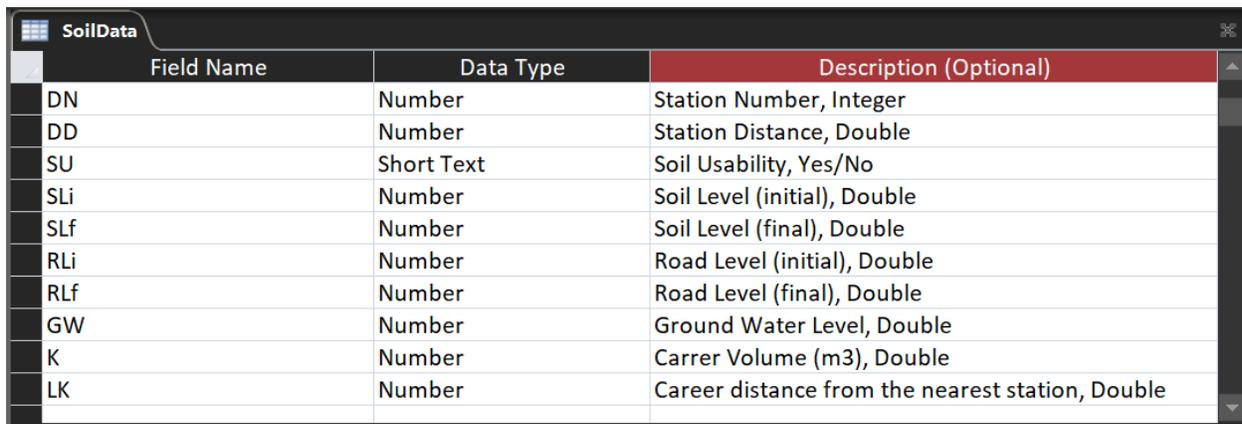 SoilData
Field Name Data Type Description (Optional)
DN Number Station Number, Integer
DD Number Station Distance, Double
SU Short Text Soil Usability, Yes/No
SLi Number Soil Level (initial), Double
SLf Number Soil Level (final), Double
RLi Number Road Level (initial), Double
RLf Number Road Level (final), Double
GW Number Ground Water Level, Double
K Number Carrer Volume (m3), Double
LK Number Career distance from the nearest station, Double